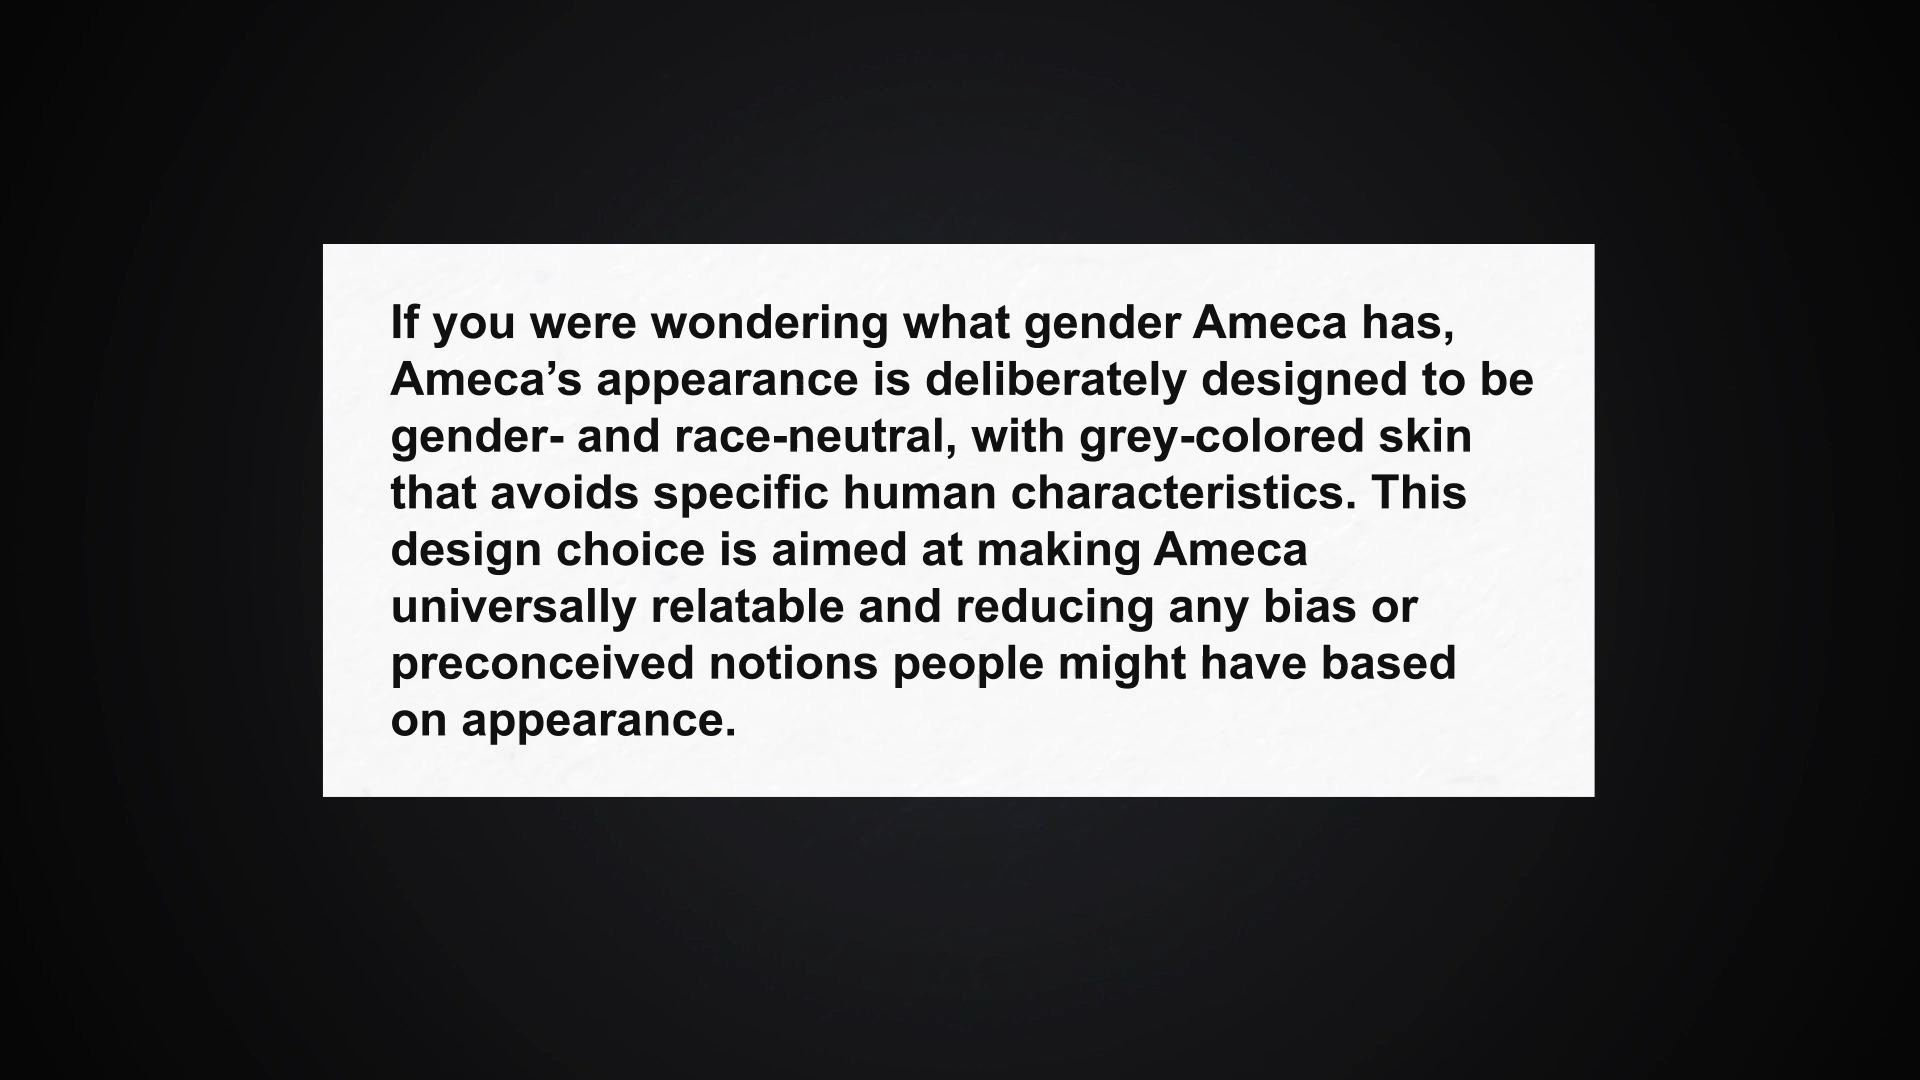 If you were wondering what gender Ameca has,
Ameca’s appearance is deliberately designed to be
gender- and race-neutral, with grey-colored skin
that avoids specific human characteristics. This
design choice is aimed at making Ameca
universally relatable and reducing any bias or
preconceived notions people might have based
on appearance.